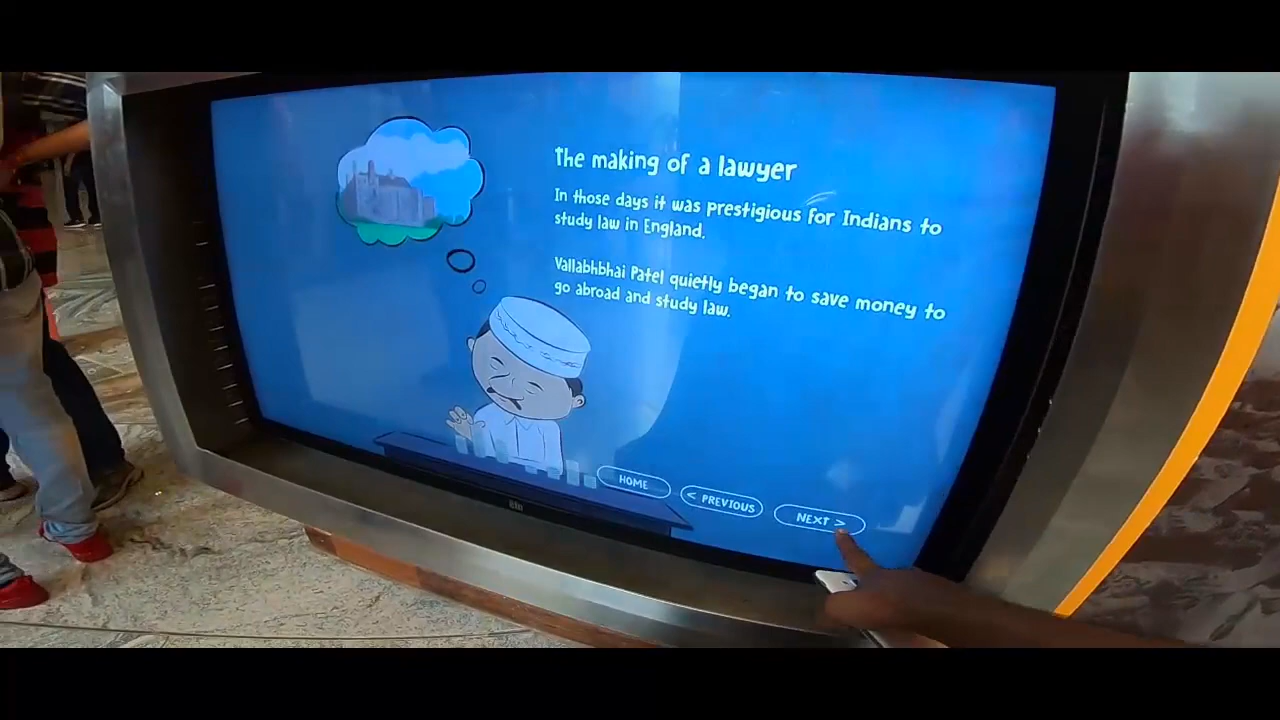 The making of a lawyer
In those days it was prestigious for Indians to
study law in England.
Vallabhbhai Patel quietly began to save money to
go abroad and study law.
HOME
< PREVIOUS
NEXT >